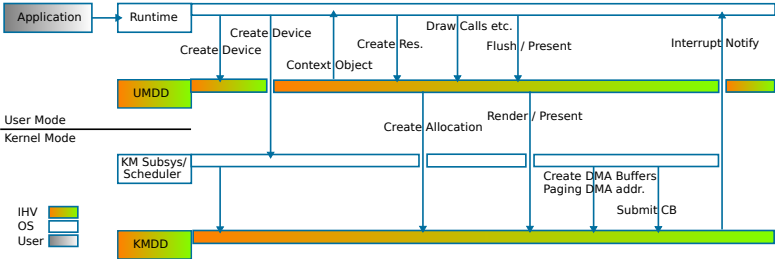 Application
Runtime
Create Device
Create Device
Context Object
Create Res.
Draw Calls etc.
Flush / Present
Interrupt Notify
UMDD
User Mode
Kernel Mode
Create Allocation
Render / Present
KM Subsys/
Scheduler
Create DMA Buffers
Paging DMA addr.
Submit CB
IHV
OS
User
KMDD